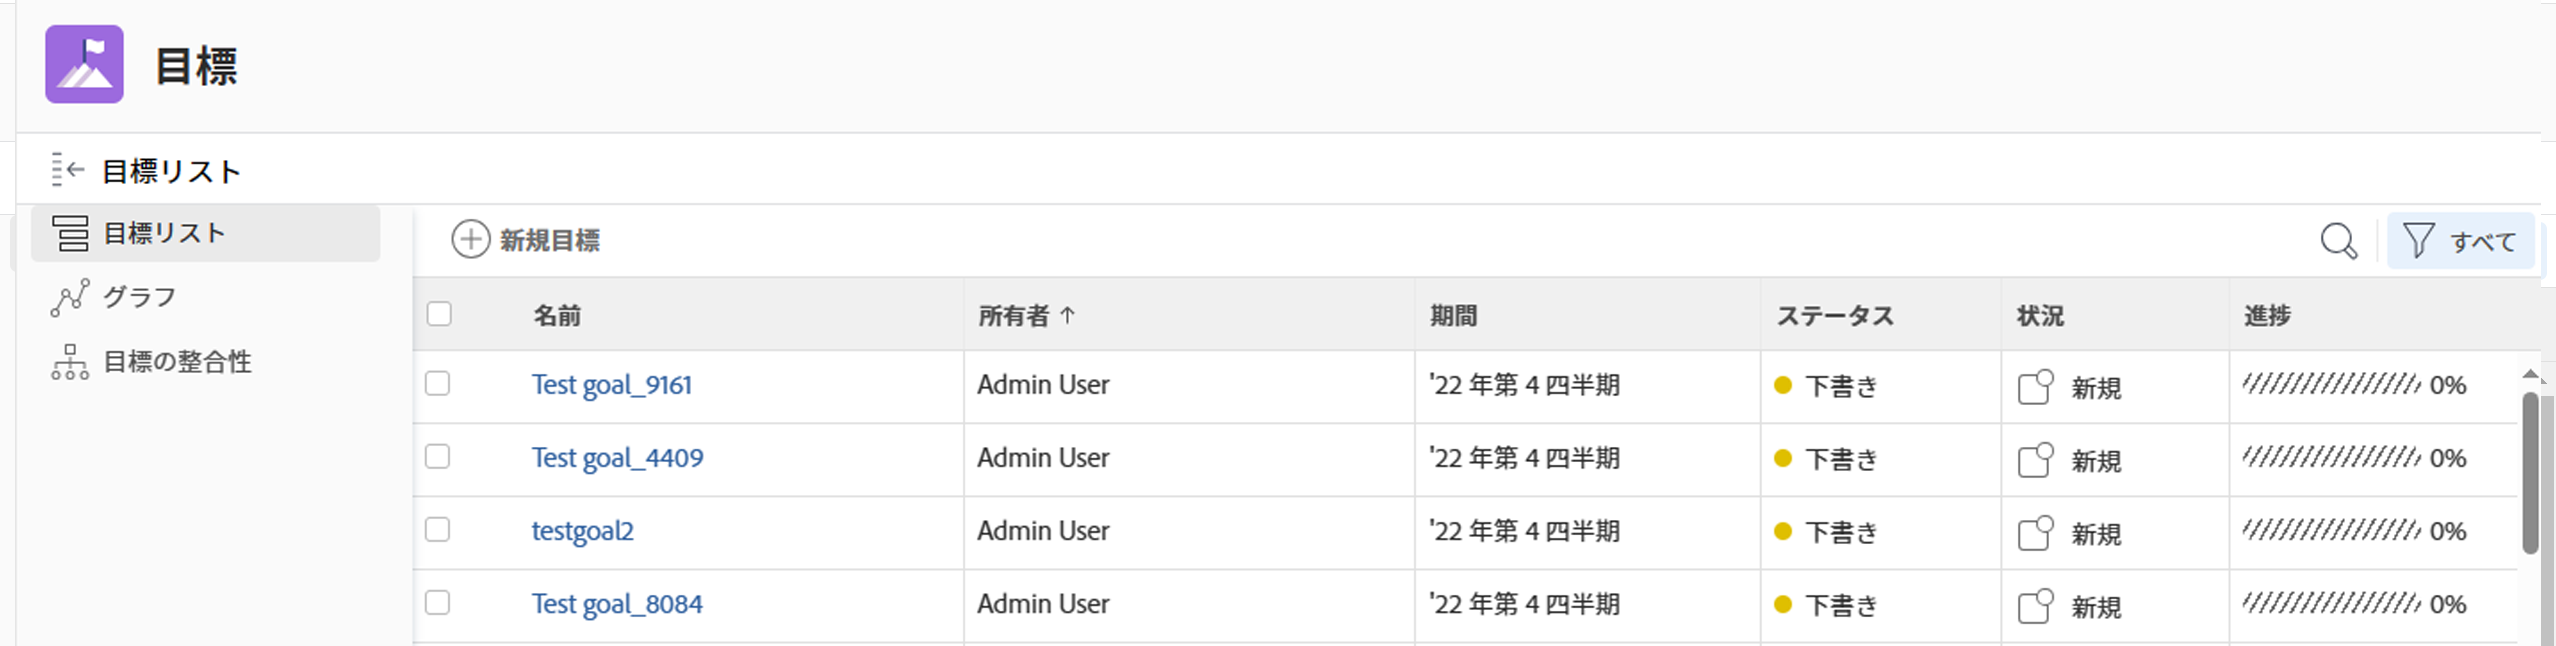 目標
目標リスト
目標リスト
グラフ
目標の整合性
新規目標
すべて
名前 所有者 ↑ 期間 ステータス 状況 進捗
Test goal_9161 Admin User '22 年第 4 四半期 下書き 新規 0%
Test goal_4409 Admin User '22 年第 4 四半期 下書き 新規 0%
testgoal2 Admin User '22 年第 4 四半期 下書き 新規 0%
Test goal_8084 Admin User '22 年第 4 四半期 下書き 新規 0%